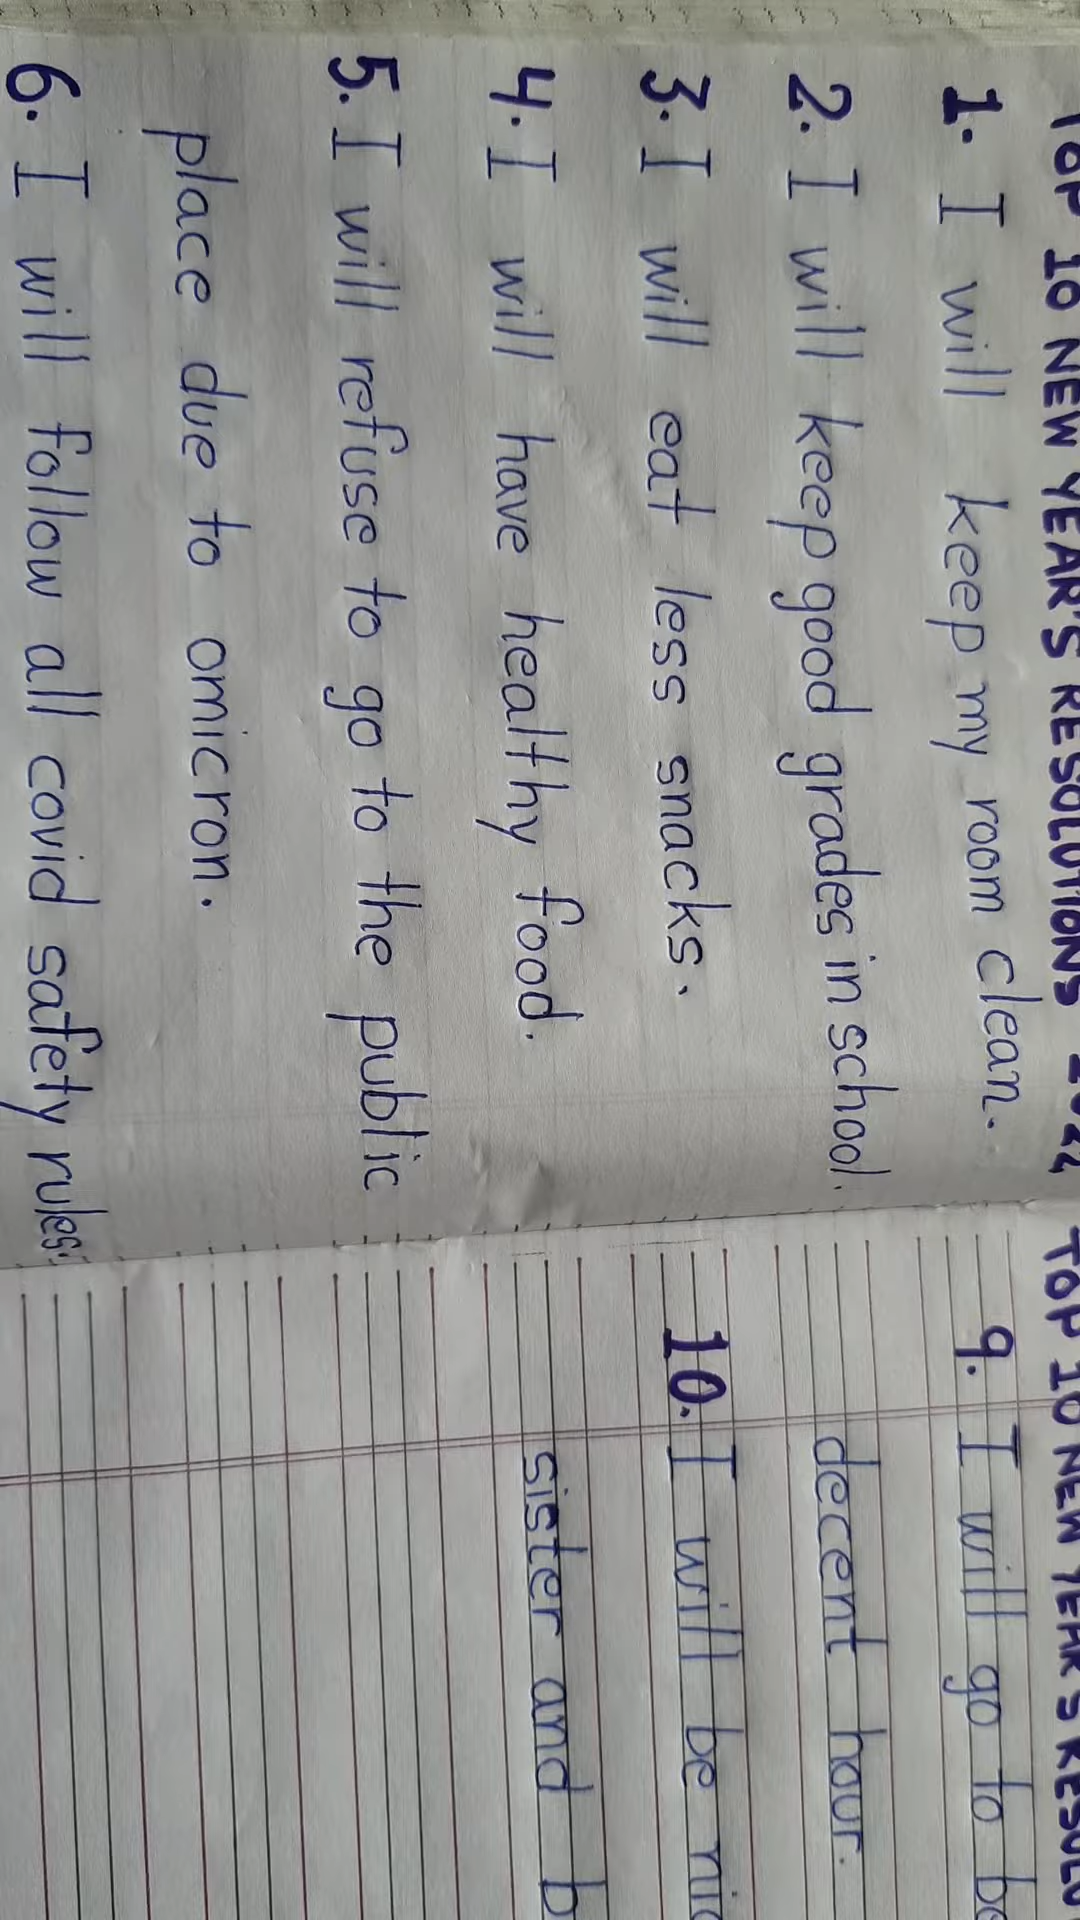 TOP 10 NEW YEAR'S RESOLUTIONS 2022
1. I will keep my room clean.
2. I will keep good grades in school.
3. I will eat less snacks.
4. I will have healthy food.
5. I will refuse to go to the public
place due to omicron.
6. I will follow all covid safety rules.
TOP 10 NEW YEAR'S
9. I will go to
decent hour.
10. I will be
sister and